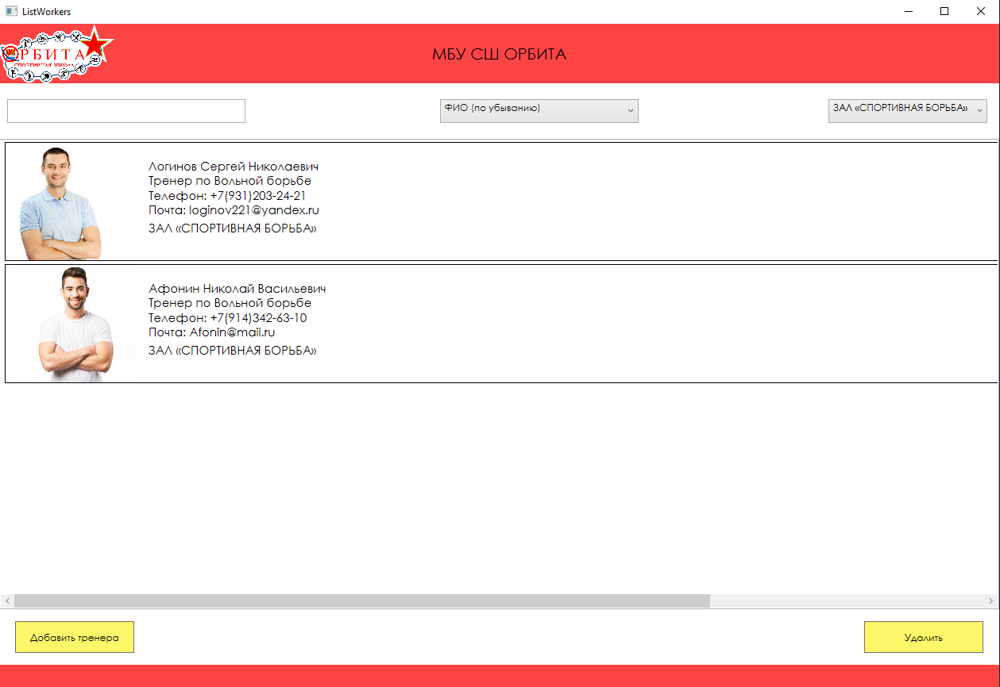 ListWorkers
ОРБИТА
СПОРТИВНАЯ ШКОЛА
МБУ СШ ОРБИТА
ФИО (по убыванию)
ЗАЛ «СПОРТИВНАЯ БОРЬБА»
Логинов Сергей Николаевич
Тренер по Вольной борьбе
Телефон: +7(931)203-24-21
Почта: loginov221@yandex.ru
ЗАЛ «СПОРТИВНАЯ БОРЬБА»
Афонин Николай Васильевич
Тренер по Вольной борьбе
Телефон: +7(914)342-63-10
Почта: Afonin@mail.ru
ЗАЛ «СПОРТИВНАЯ БОРЬБА»
Добавить тренера
Удалить